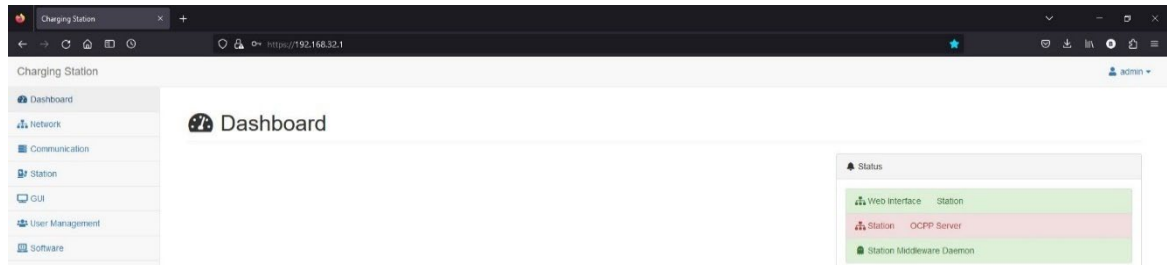 Charging Station
https://192.168.32.1
Charging Station
admin
Dashboard
Network
Communication
Station
GUI
User Management
Software
Dashboard
Status
Web Interface Station
Station OCPP Server
Station Middleware Daemon